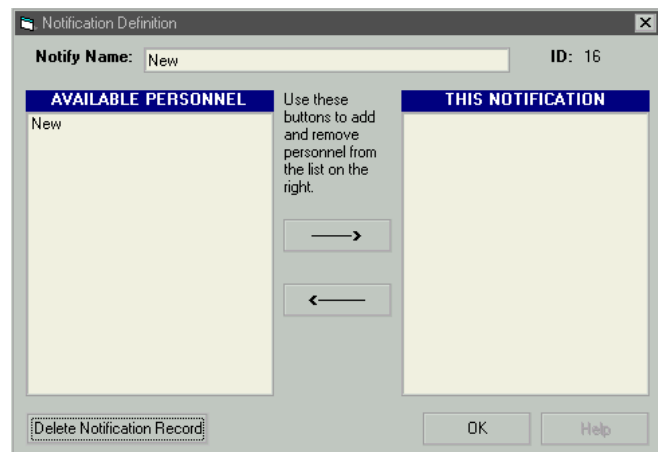 Notification Definition
Notify Name: New ID: 16
AVAILABLE PERSONNEL
New
Use these
buttons to add
and remove
personnel from
the list on the
right.
THIS NOTIFICATION
Delete Notification Record
OK
Help